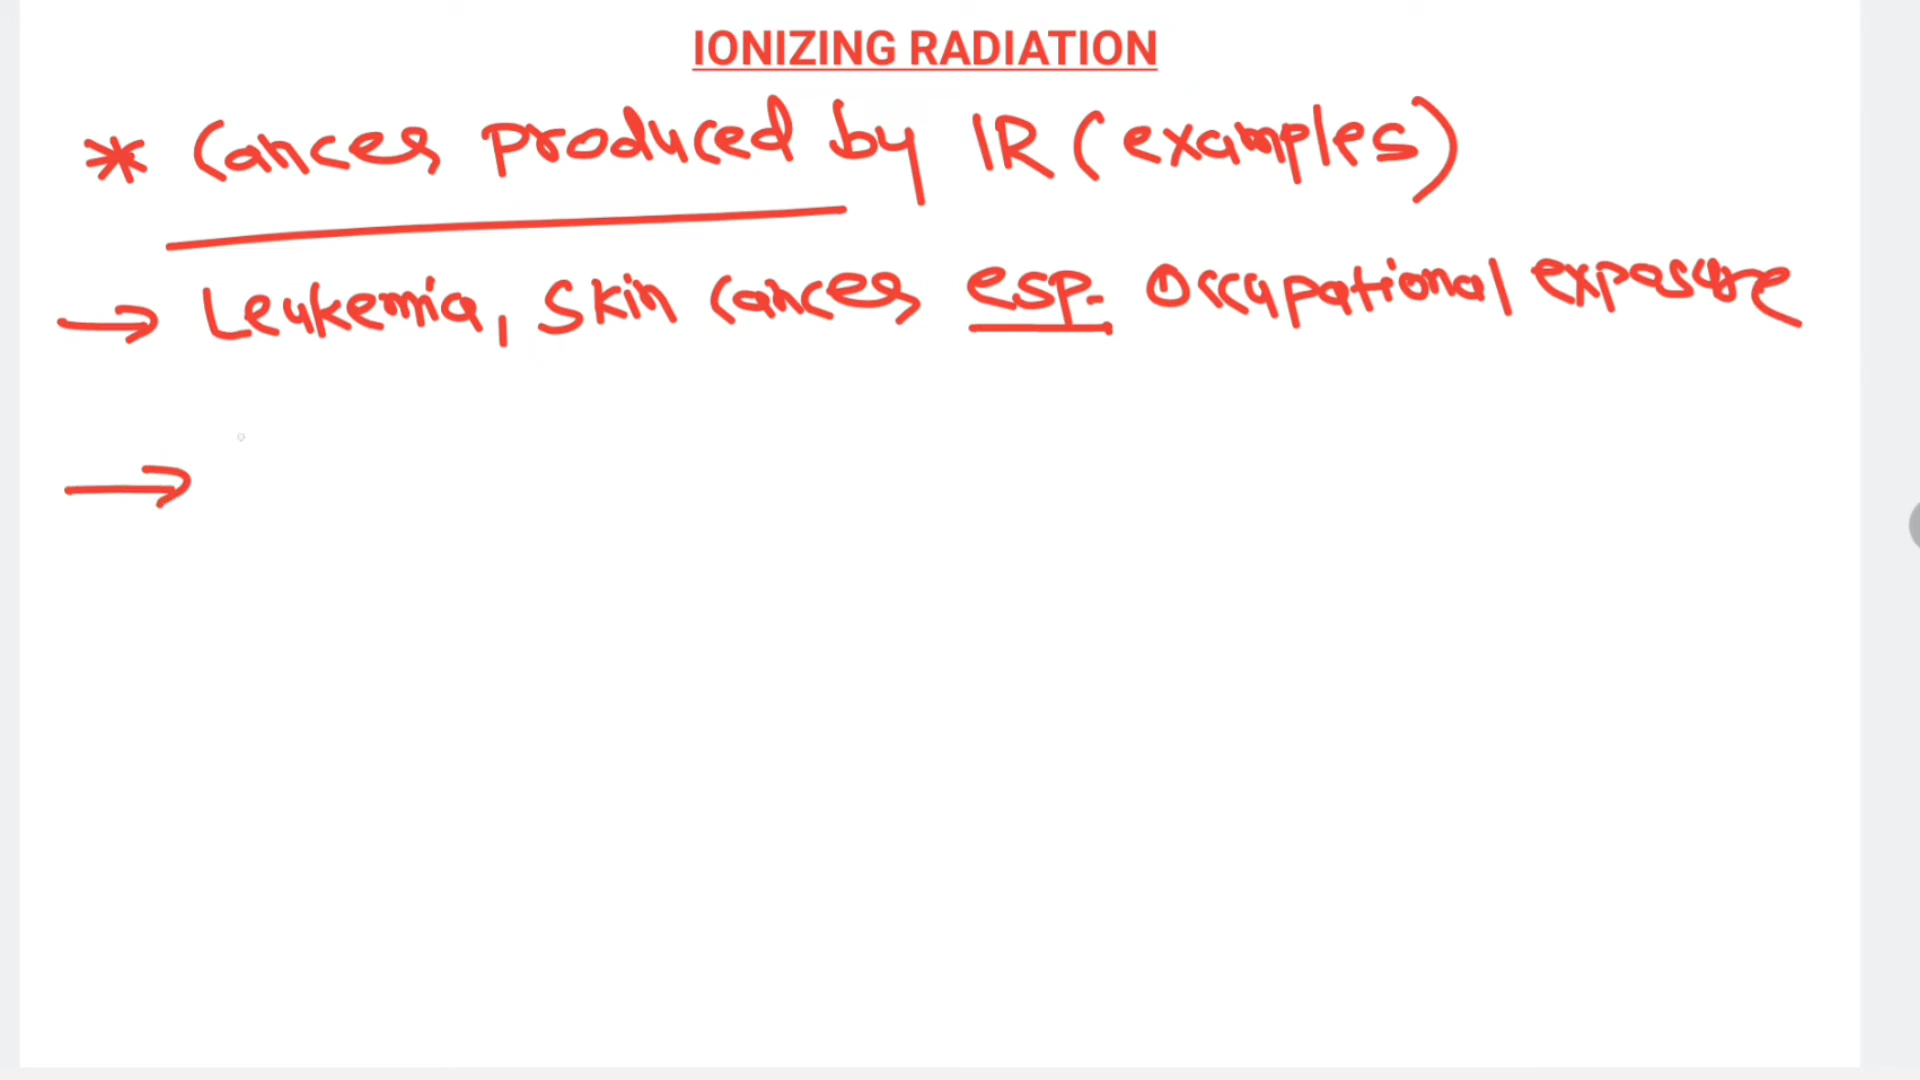 IONIZING RADIATION
* Cancer produced by IR (examples)
→ Leukemia, Skin cancer esp. Occupational exposure
→